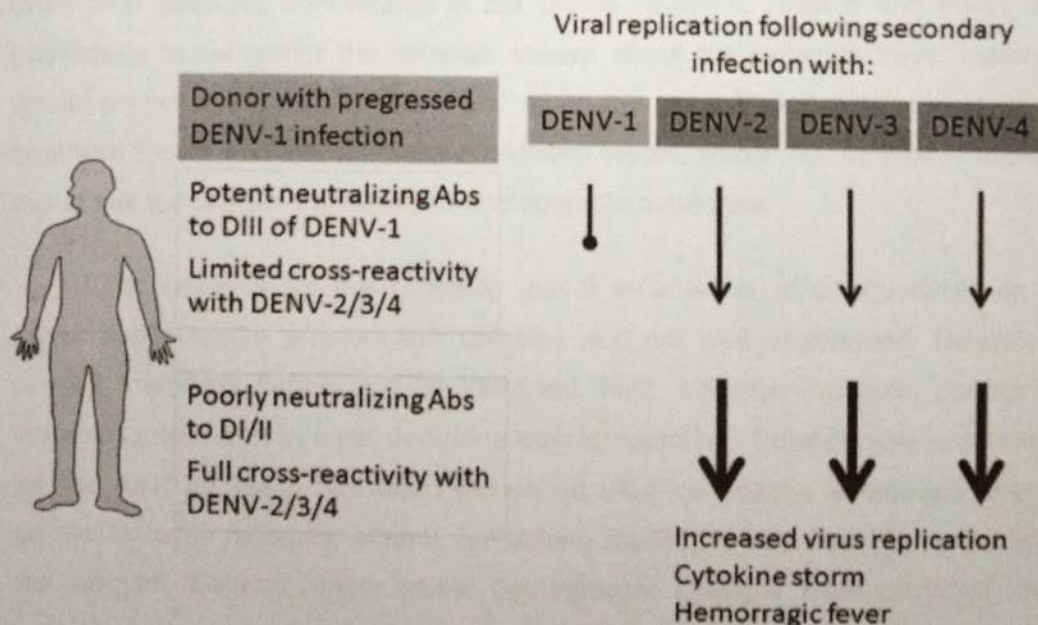 Viral replication following secondary
infection with:
Donor with pregressed
DENV-1 infection
DENV-1
DENV-2
DENV-3
DENV-4
Potent neutralizing Abs
to DIII of DENV-1
Limited cross-reactivity
with DENV-2/3/4
Poorly neutralizing Abs
to DI/II
Full cross-reactivity with
DENV-2/3/4
Increased virus replication
Cytokine storm
Hemorragic fever